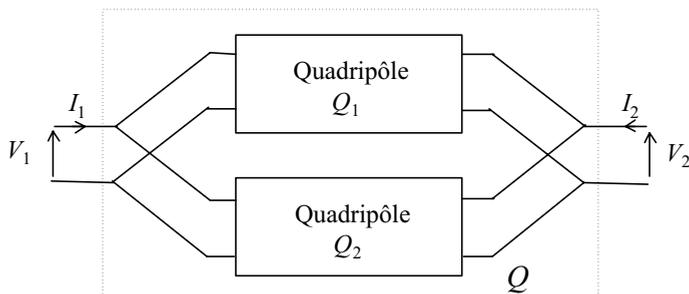 Quadripôle
Q₁
I₁
I₂
V₁
V₂
Quadripôle
Q₂
Q